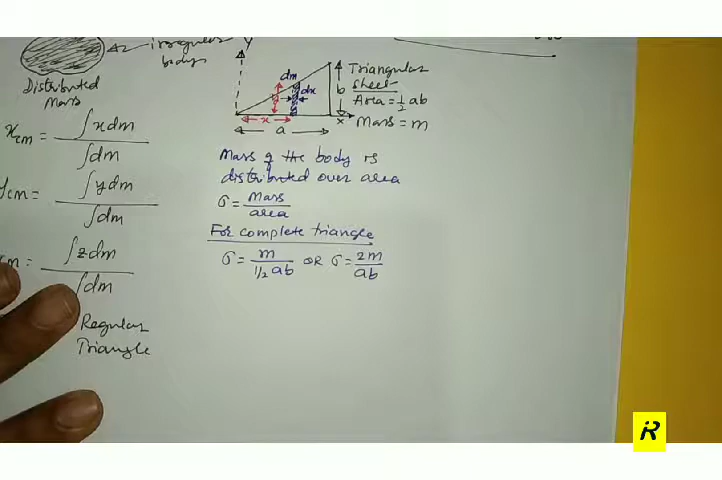 irregular
bodys
Distributed
Mass
xcm = ∫xdm
∫dm
ycm = ∫ydm
∫dm
cm = ∫zdm
∫dm
Regular
Triangle
Y
dm
dx
y
x
a
b
x
Triangular
Sheet
Area = 1/2 ab
Mass = m
Mass of the body is
distributed over area
σ = Mass
area
For complete triangle
σ = m OR σ = 2m
1/2 ab ab
R